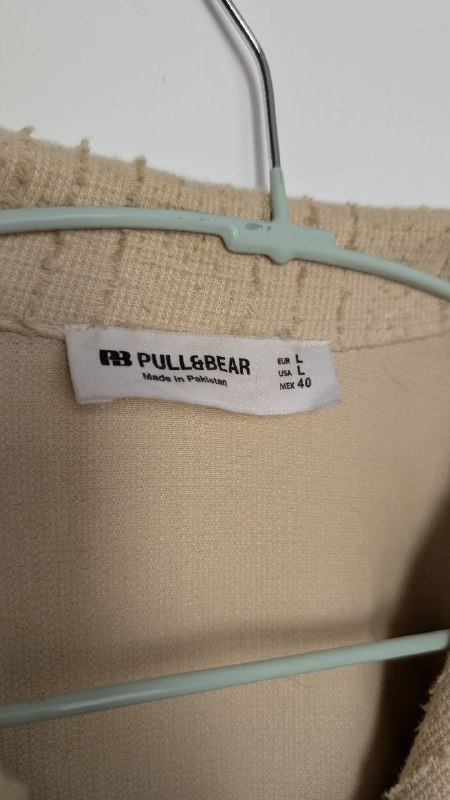 PB PULL&BEAR
Made in Pakistan
EUR L
USA L
MEX 40